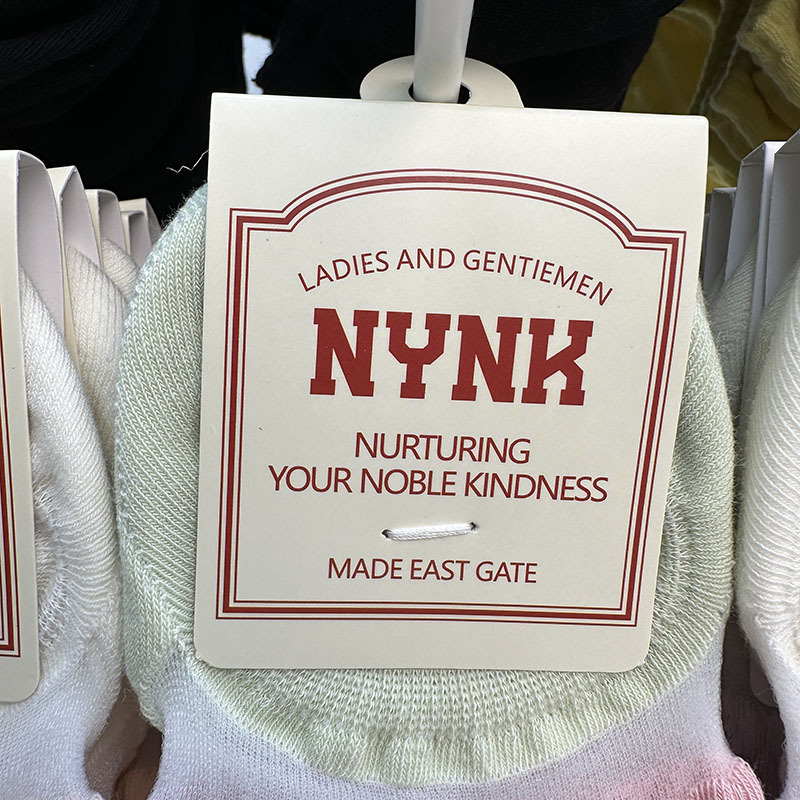 LADIES AND GENTIEMEN
NYNK
NURTURING
YOUR NOBLE KINDNESS
MADE EAST GATE